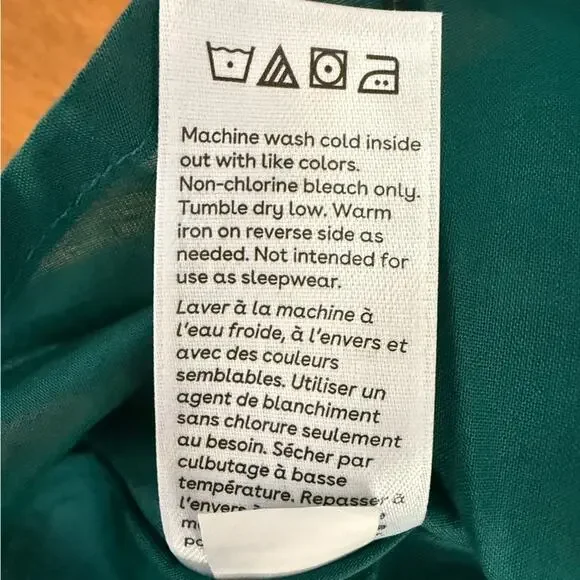 Machine wash cold inside
out with like colors.
Non-chlorine bleach only.
Tumble dry low. Warm
iron on reverse side as
needed. Not intended for
use as sleepwear.
Laver à la machine à
l'eau froide, à l'envers et
avec des couleurs
semblables. Utiliser un
agent de blanchiment
sans chlorure seulement
au besoin. Sécher par
culbutage à basse
température. Repasser à
l'envers